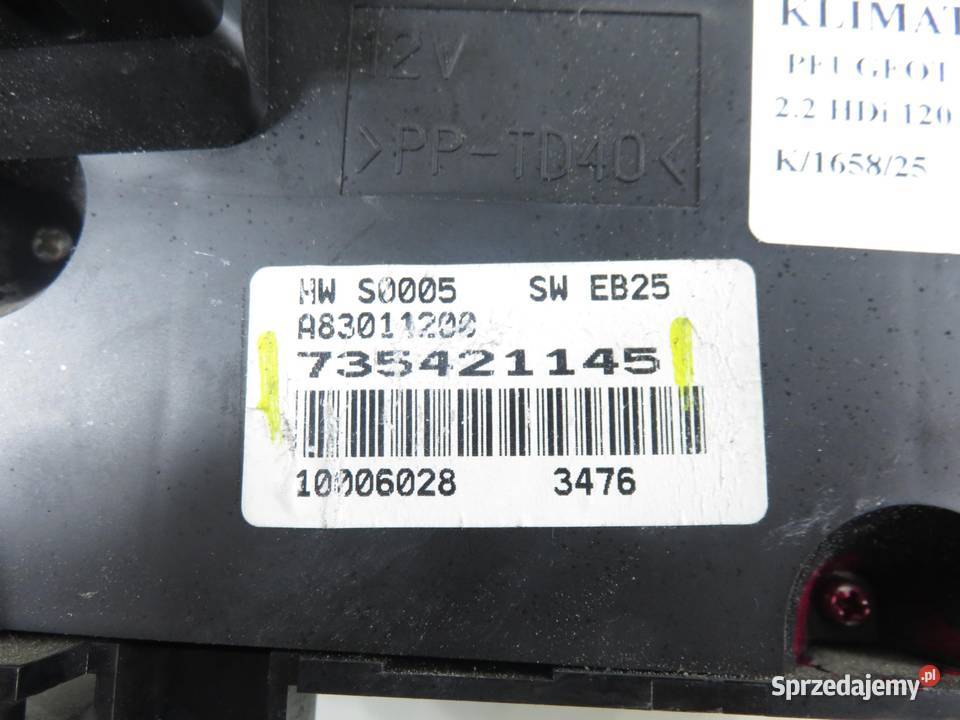 12V
>PP-TD40<
KLIMAT
PEUGEOT
2.2 HDi 120
K/1658/25
HW S0005 SW EB25
A83011200
735421145
10006028 3476
Sprzedajemy.pl